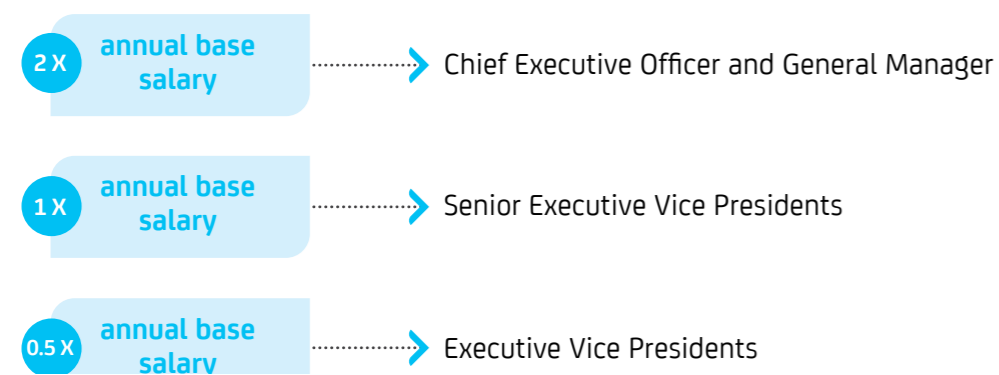 2 X
annual base
salary
Chief Executive Officer and General Manager
1 X
annual base
salary
Senior Executive Vice Presidents
0.5 X
annual base
salary
Executive Vice Presidents